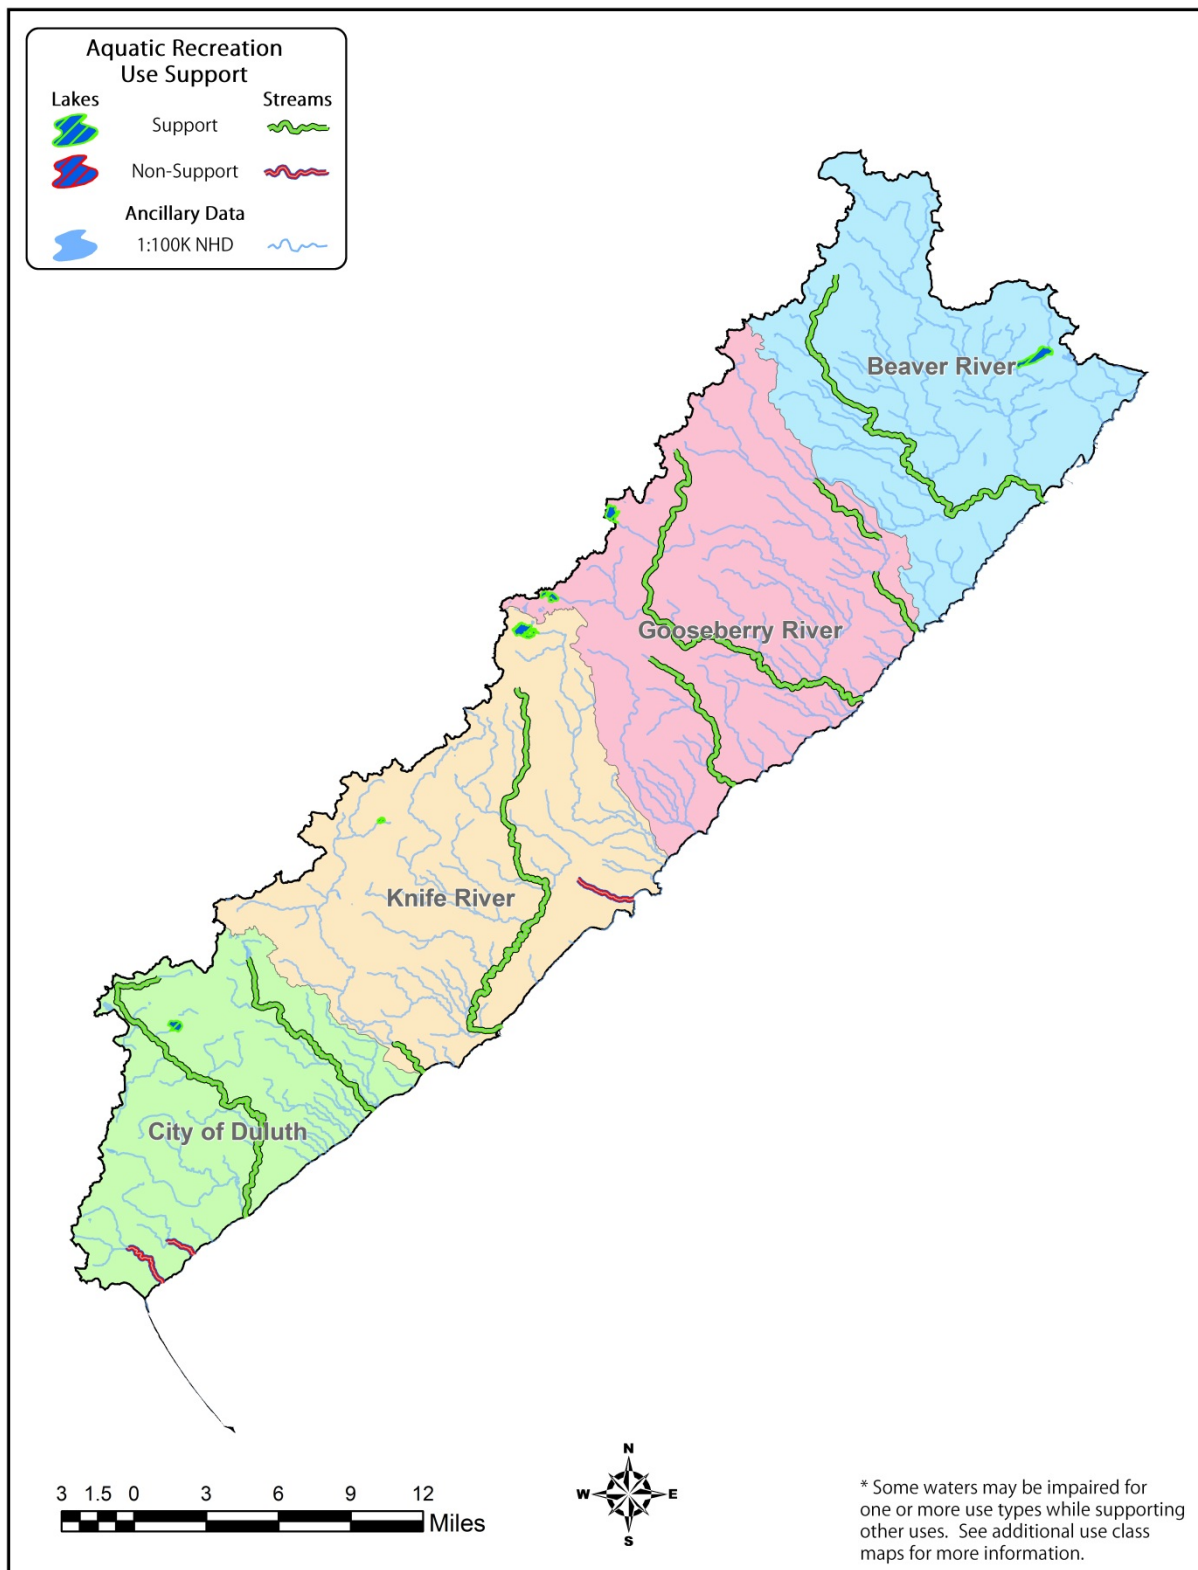 Aquatic Recreation
Use Support
Lakes Streams
Support
Non-Support
Ancillary Data
1:100K NHD
Beaver River
Gooseberry River
Knife River
City of Duluth
3 1.5 0 3 6 9 12
Miles
N
W E
S
* Some waters may be impaired for
one or more use types while supporting
other uses. See additional use class
maps for more information.